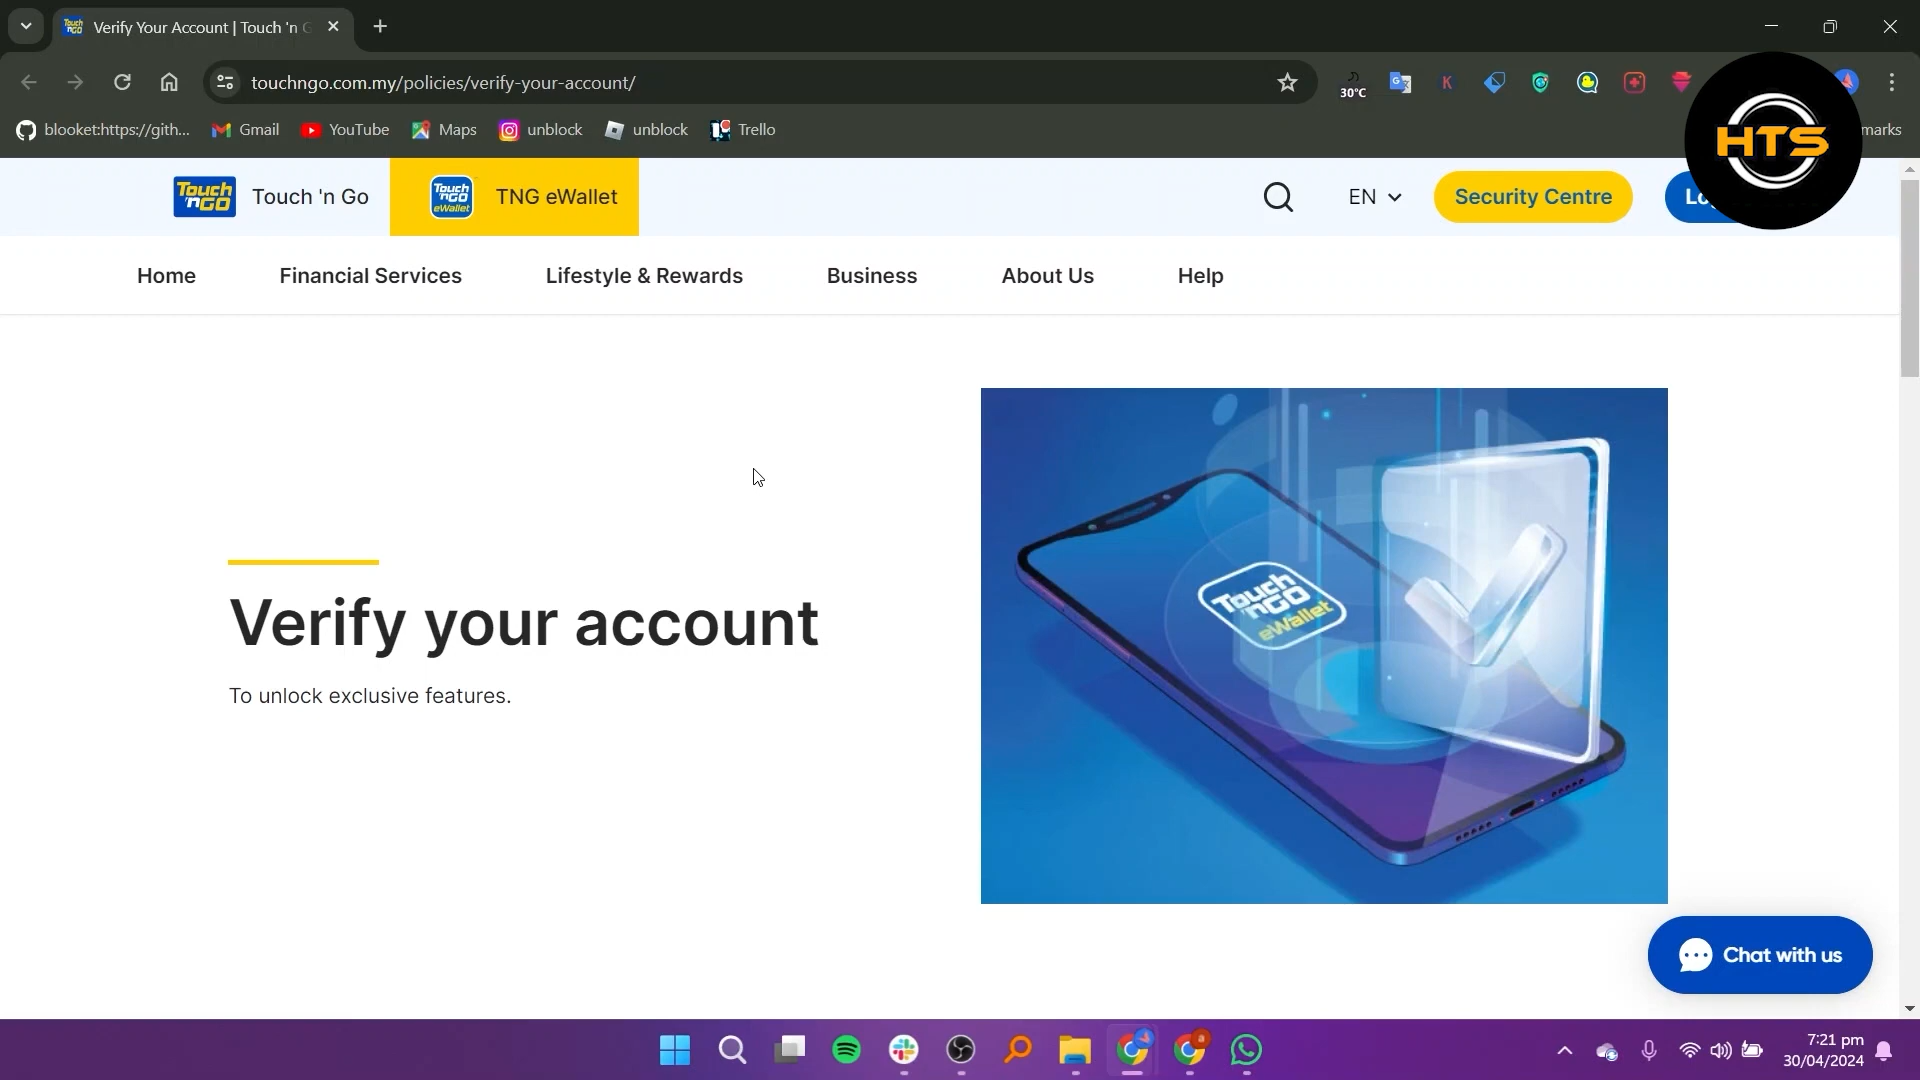 Verify Your Account | Touch 'n G
touchngo.com.my/policies/verify-your-account/
30°C
K
blooket:https://gith...
Gmail
YouTube
Maps
unblock
unblock
Trello
marks
HTS
Touch 'n Go
Touch 'n Go
Touch 'n Go eWallet
TNG eWallet
EN
Security Centre
Home
Financial Services
Lifestyle & Rewards
Business
About Us
Help
Touch 'n Go eWallet
Verify your account
To unlock exclusive features.
Chat with us
7:21 pm
30/04/2024